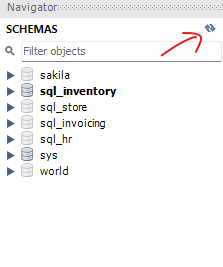 Navigator
SCHEMAS
Filter objects
sakila
sql_inventory
sql_store
sql_invoicing
sql_hr
sys
world